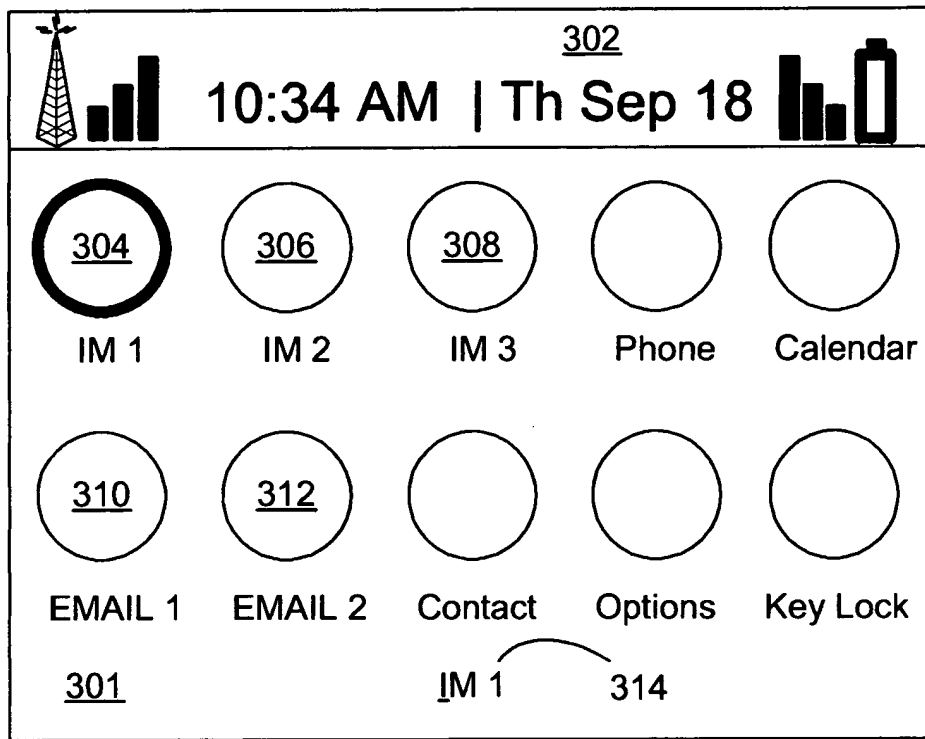 302
10:34 AM | Th Sep 18
304 306 308
IM 1 IM 2 IM 3 Phone Calendar
310 312
EMAIL 1 EMAIL 2 Contact Options Key Lock
301 IM 1 314